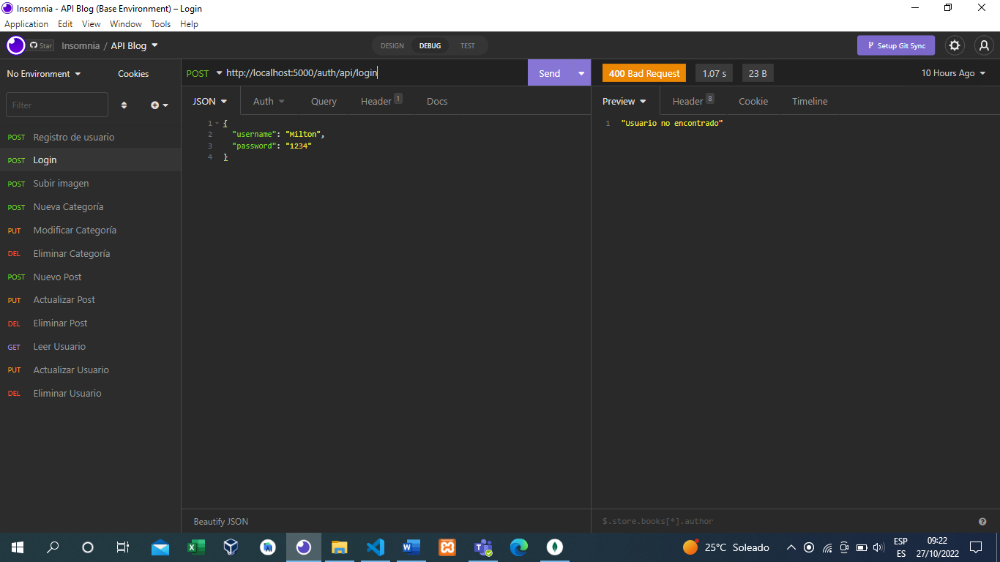 Insomnia - API Blog (Base Environment) – Login
Application Edit View Window Tools Help
Star Insomnia / API Blog DESIGN DEBUG TEST Setup Git Sync
No Environment Cookies
Filter
POST Registro de usuario
POST Login
POST Subir imagen
POST Nueva Categoría
PUT Modificar Categoría
DEL Eliminar Categoría
POST Nuevo Post
PUT Actualizar Post
DEL Eliminar Post
GET Leer Usuario
PUT Actualizar Usuario
DEL Eliminar Usuario
POST http://localhost:5000/auth/api/login Send
JSON Auth Query Header 1 Docs
1 {
2 "username": "Milton",
3 "password": "1234"
4 }
Beautify JSON
400 Bad Request 1.07 s 23 B 10 Hours Ago
Preview Header 8 Cookie Timeline
1 "Usuario no encontrado"
$.store.books[*].author
25°C Soleado
ESP
ES
09:22
27/10/2022